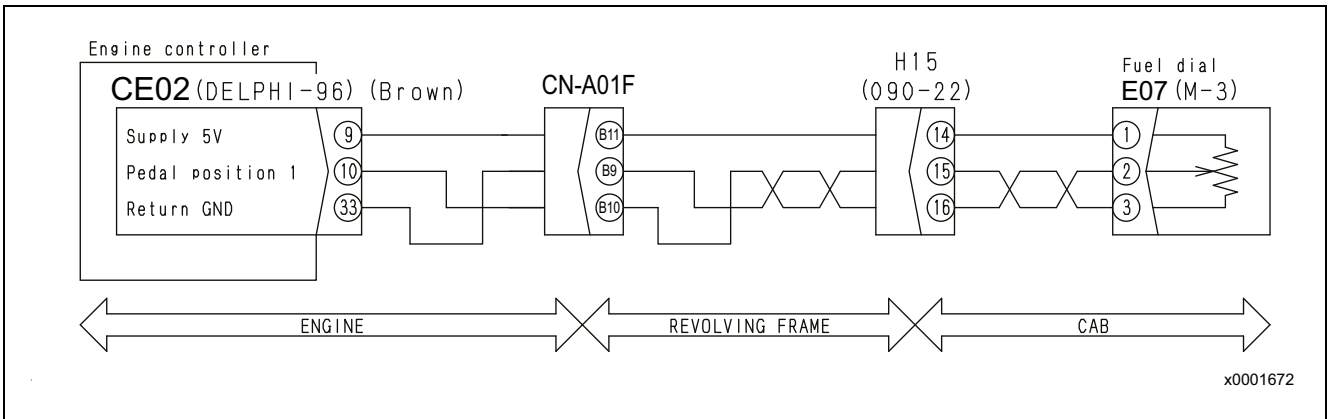 Engine controller
CE02 (DELPHI-96) (Brown)
CN-A01F
H15
(090-22)
Fuel dial
E07 (M-3)
Supply 5V
9
B11
14
1
Pedal position 1
10
B9
15
2
Return GND
33
B10
16
3
ENGINE
REVOLVING FRAME
CAB
x0001672